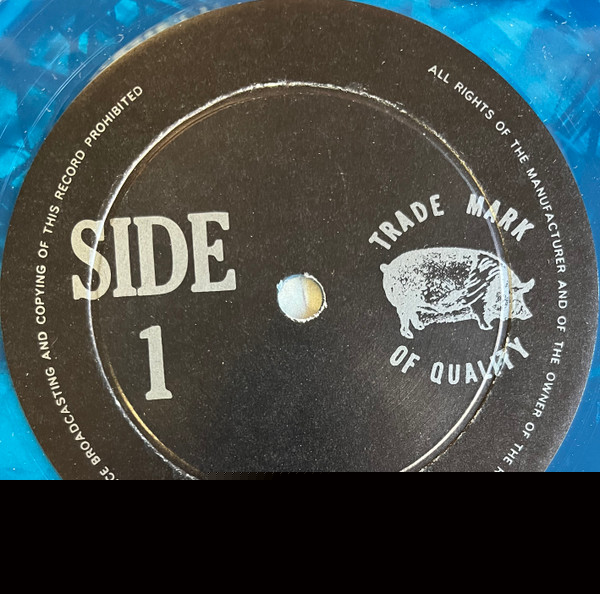 ALL RIGHTS OF THE MANUFACTURER AND OF THE OWNER OF THE
BROADCASTING AND COPYING OF THIS RECORD PROHIBITED
SIDE
1
TRADE MARK
OF QUALITY